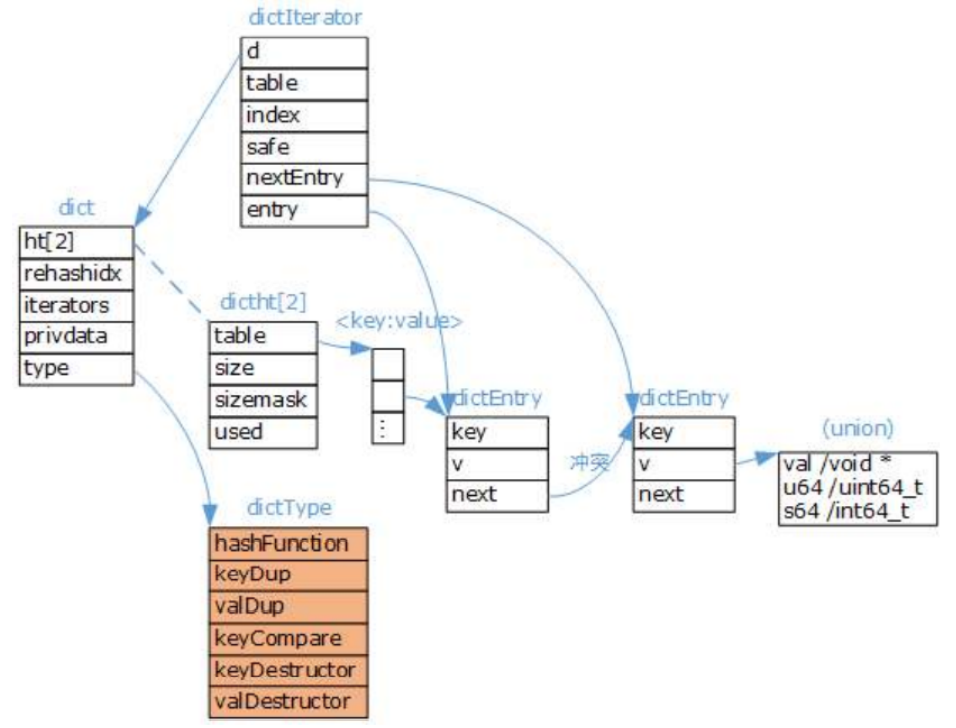 dictIterator
d
table
index
safe
nextEntry
entry
dict
ht[2]
rehashidx
iterators
privdata
type
dictht[2]
table
size
sizemask
used
<key:value>
⋮
dictEntry
key
v
next
冲突
dictEntry
key
v
next
(union)
val /void *
u64 /uint64_t
s64 /int64_t
dictType
hashFunction
keyDup
valDup
keyCompare
keyDestructor
valDestructor